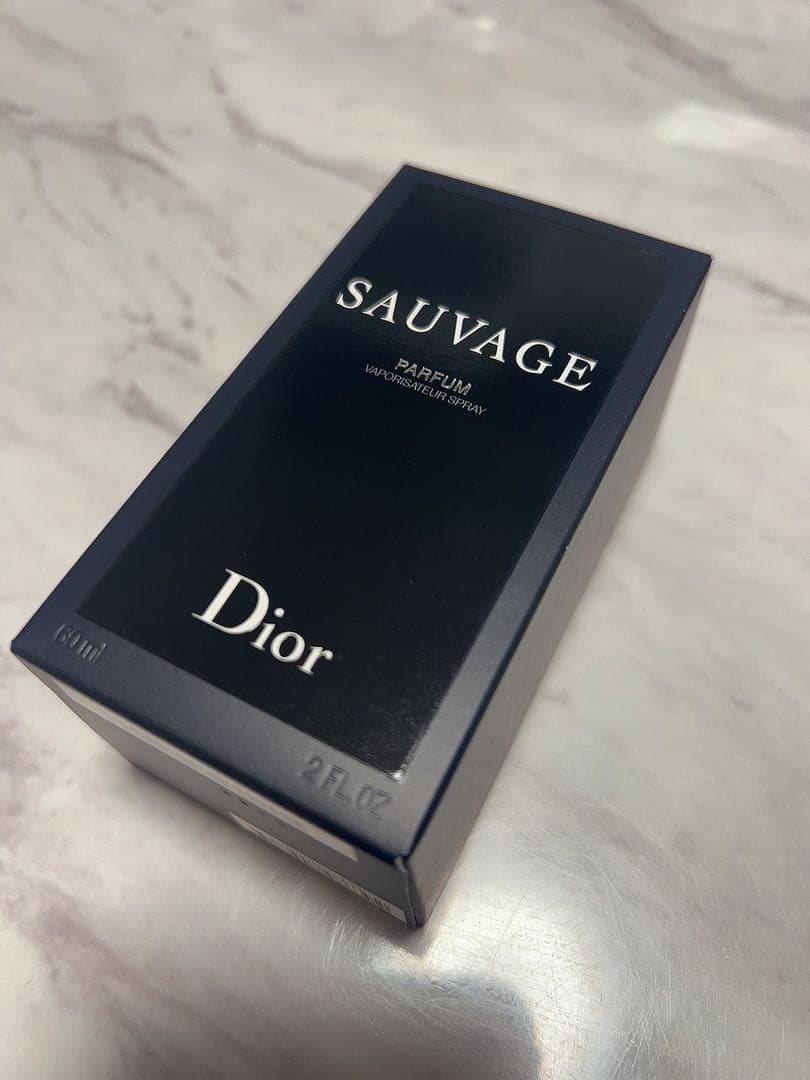 SAUVAGE
PARFUM
VAPORISATEUR SPRAY
Dior
60 ml
2 FL.OZ